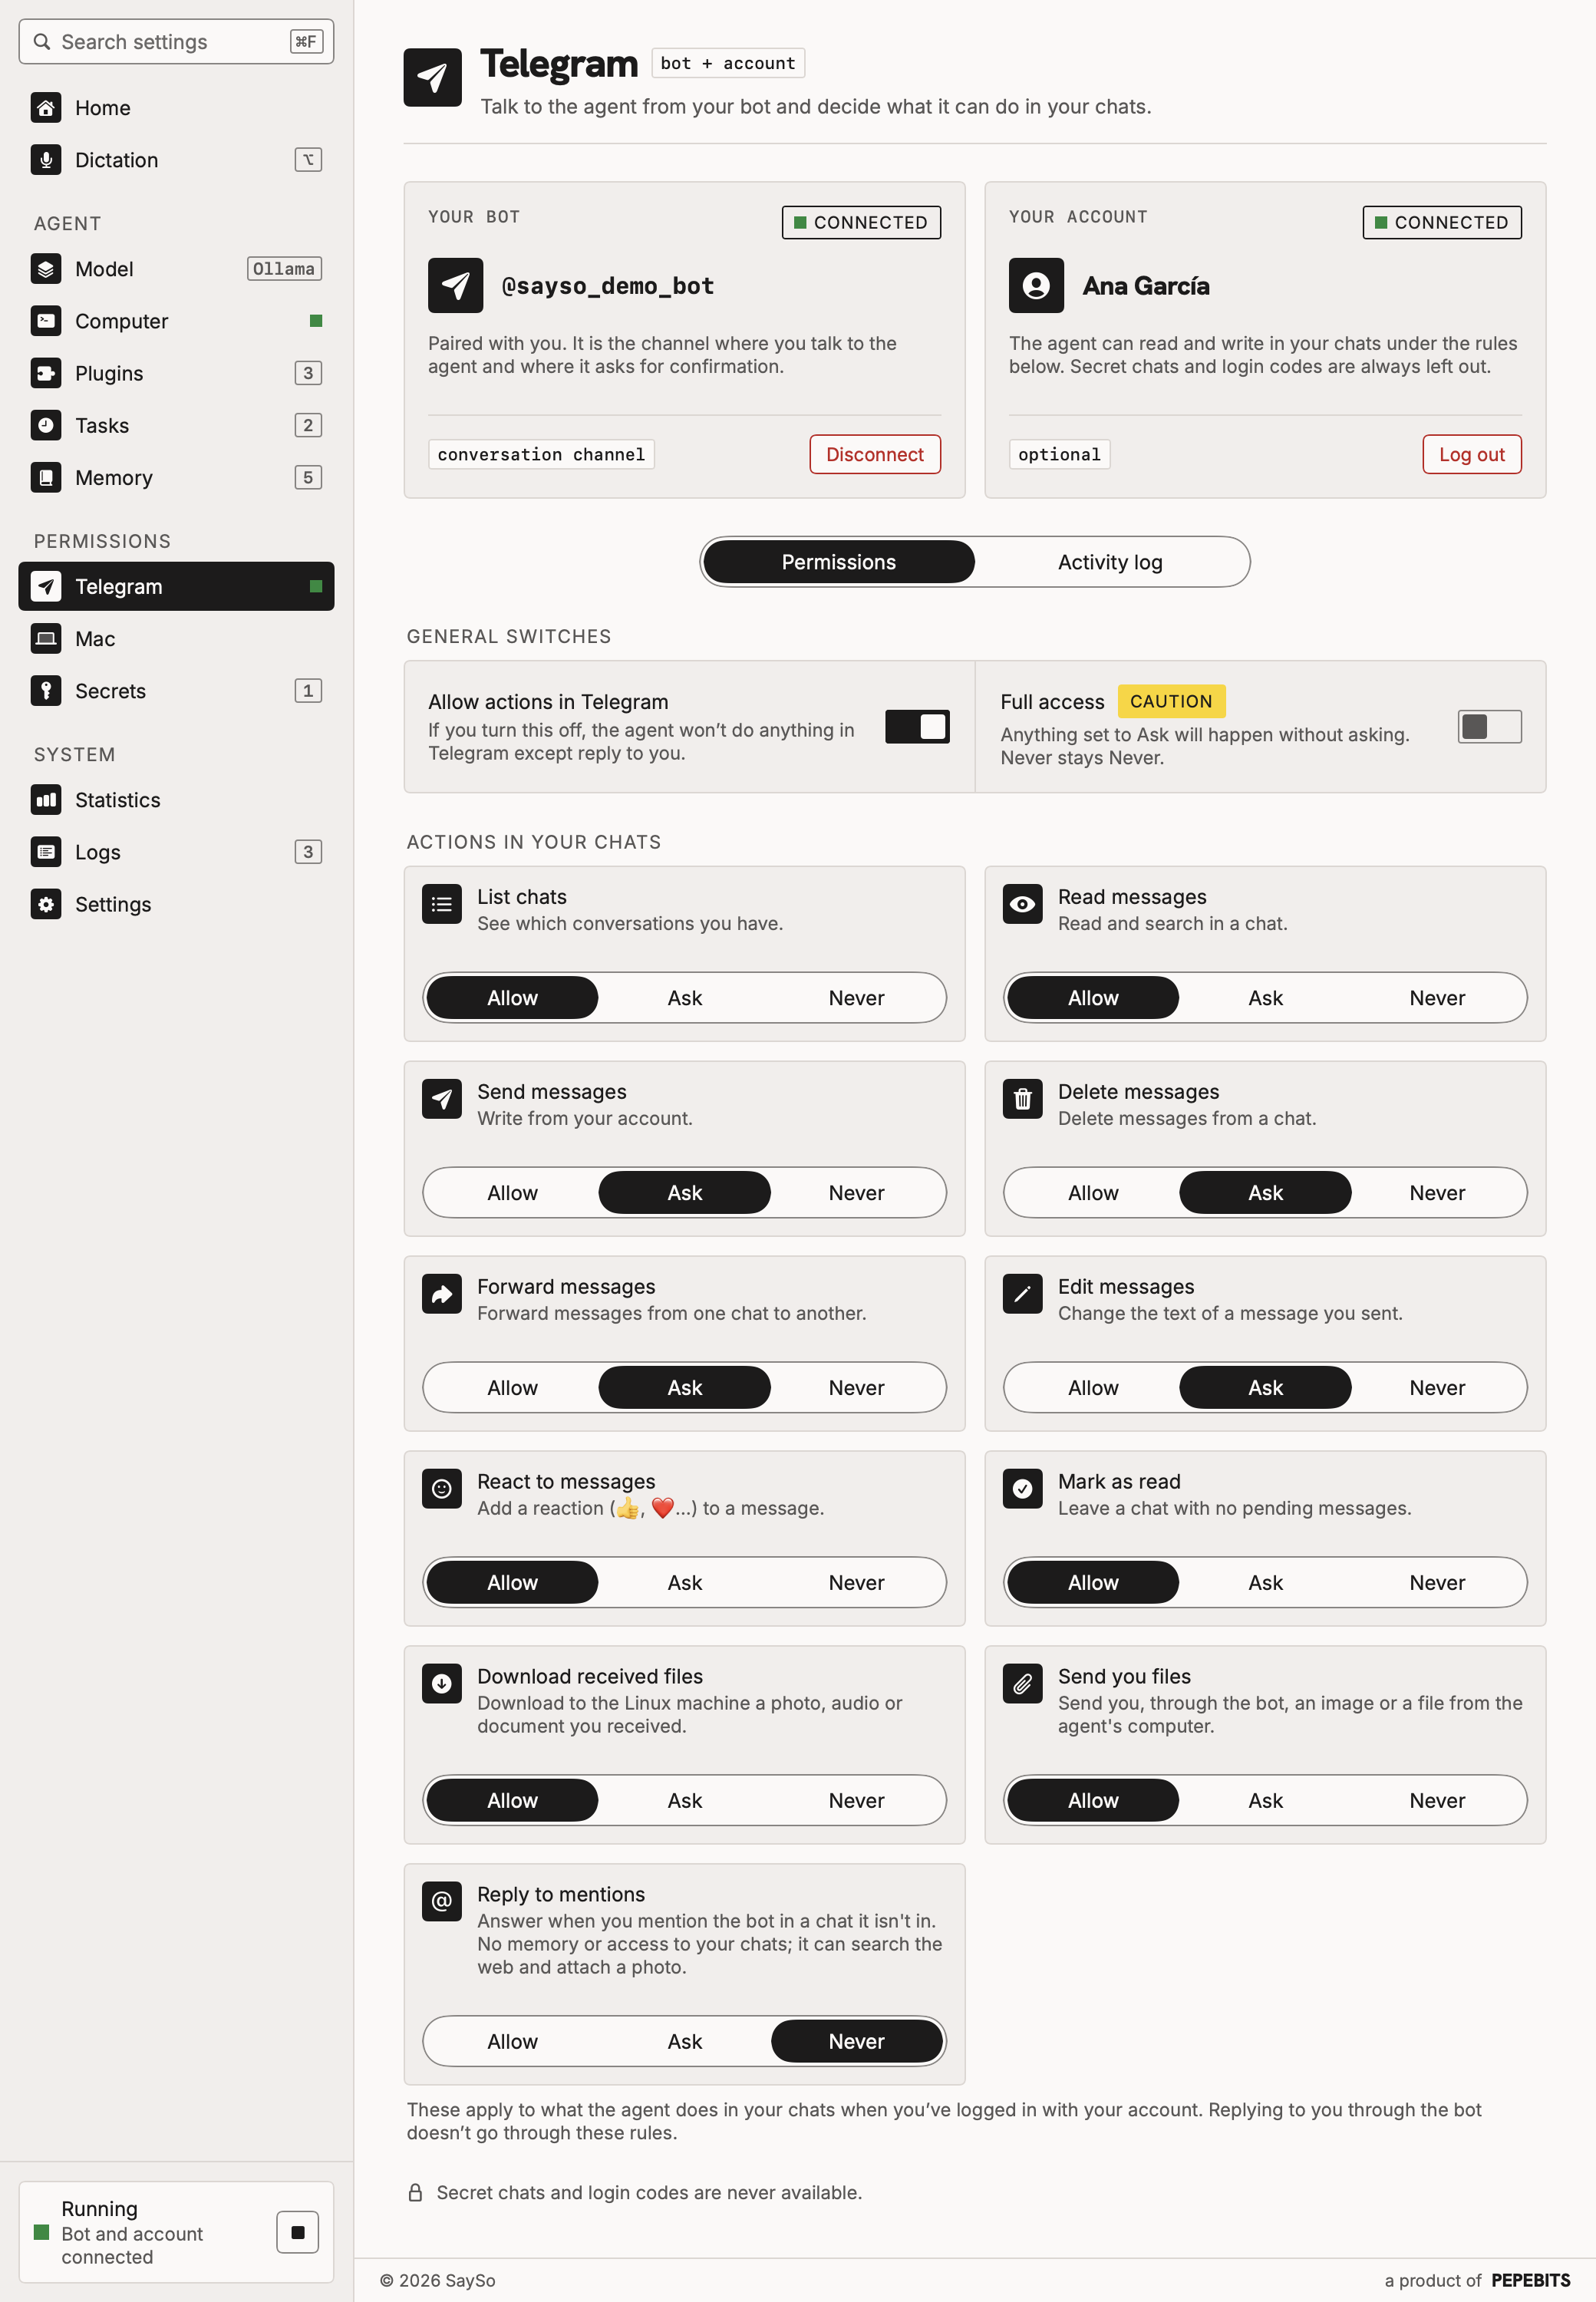 Search settings ⌘F
Home
Dictation ⌥
AGENT
Model Ollama
Computer
Plugins 3
Tasks 2
Memory 5
PERMISSIONS
Telegram
Mac
Secrets 1
SYSTEM
Statistics
Logs 3
Settings
Running
Bot and account
connected
Telegram bot + account
Talk to the agent from your bot and decide what it can do in your chats.
YOUR BOT CONNECTED
@sayso_demo_bot
Paired with you. It is the channel where you talk to the
agent and where it asks for confirmation.
conversation channel Disconnect
YOUR ACCOUNT CONNECTED
Ana García
The agent can read and write in your chats under the rules
below. Secret chats and login codes are always left out.
optional Log out
Permissions Activity log
GENERAL SWITCHES
Allow actions in Telegram
If you turn this off, the agent won’t do anything in
Telegram except reply to you.
Full access CAUTION
Anything set to Ask will happen without asking.
Never stays Never.
ACTIONS IN YOUR CHATS
List chats
See which conversations you have.
Allow Ask Never
Read messages
Read and search in a chat.
Allow Ask Never
Send messages
Write from your account.
Allow Ask Never
Delete messages
Delete messages from a chat.
Allow Ask Never
Forward messages
Forward messages from one chat to another.
Allow Ask Never
Edit messages
Change the text of a message you sent.
Allow Ask Never
React to messages
Add a reaction (👍, ❤️...) to a message.
Allow Ask Never
Mark as read
Leave a chat with no pending messages.
Allow Ask Never
Download received files
Download to the Linux machine a photo, audio or
document you received.
Allow Ask Never
Send you files
Send you, through the bot, an image or a file from the
agent's computer.
Allow Ask Never
@
Reply to mentions
Answer when you mention the bot in a chat it isn't in.
No memory or access to your chats; it can search the
web and attach a photo.
Allow Ask Never
These apply to what the agent does in your chats when you’ve logged in with your account. Replying to you through the bot
doesn’t go through these rules.
Secret chats and login codes are never available.
© 2026 SaySo
a product of PEPEBITS